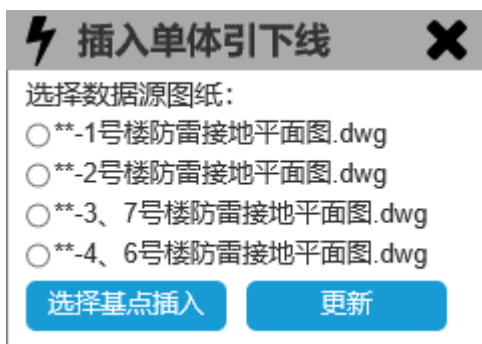 插入单体引下线
选择数据源图纸：
**-1号楼防雷接地平面图.dwg
**-2号楼防雷接地平面图.dwg
**-3、7号楼防雷接地平面图.dwg
**-4、6号楼防雷接地平面图.dwg
选择基点插入 更新